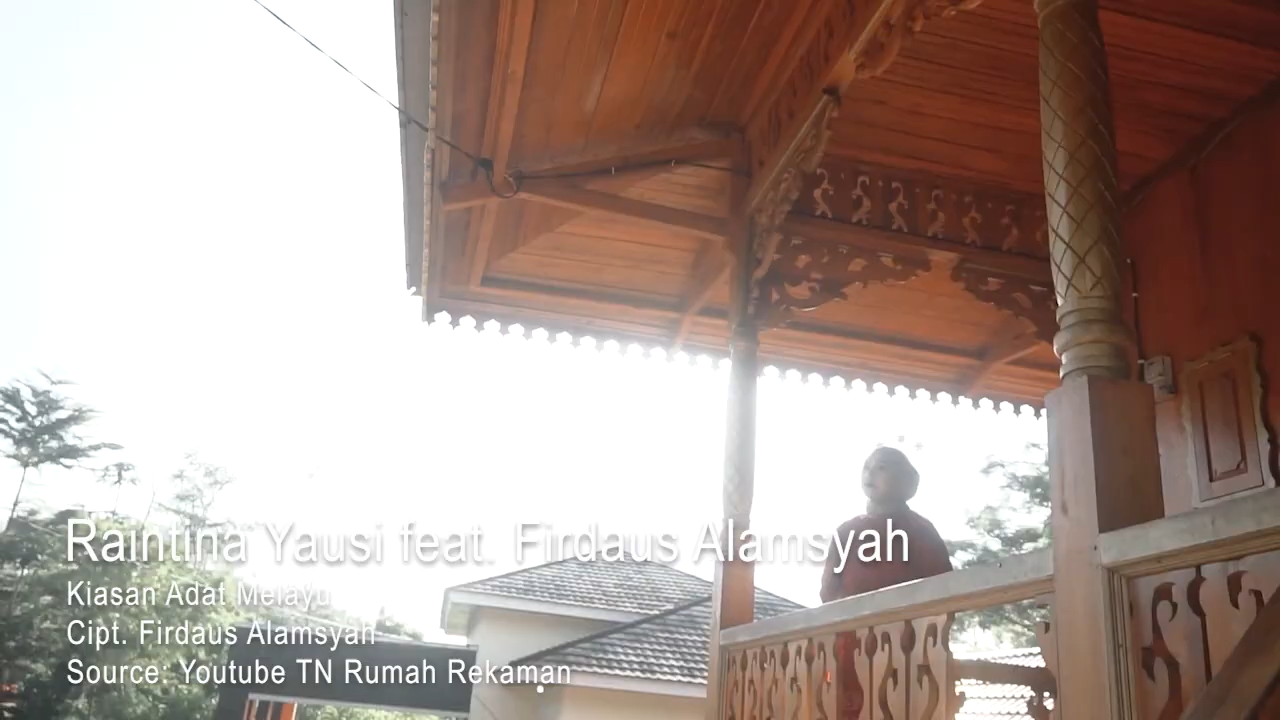 Raintina Yausi feat. Firdaus Alamsyah
Kiasan Adat Melayu
Cipt. Firdaus Alamsyah
Source: Youtube TN Rumah Rekaman